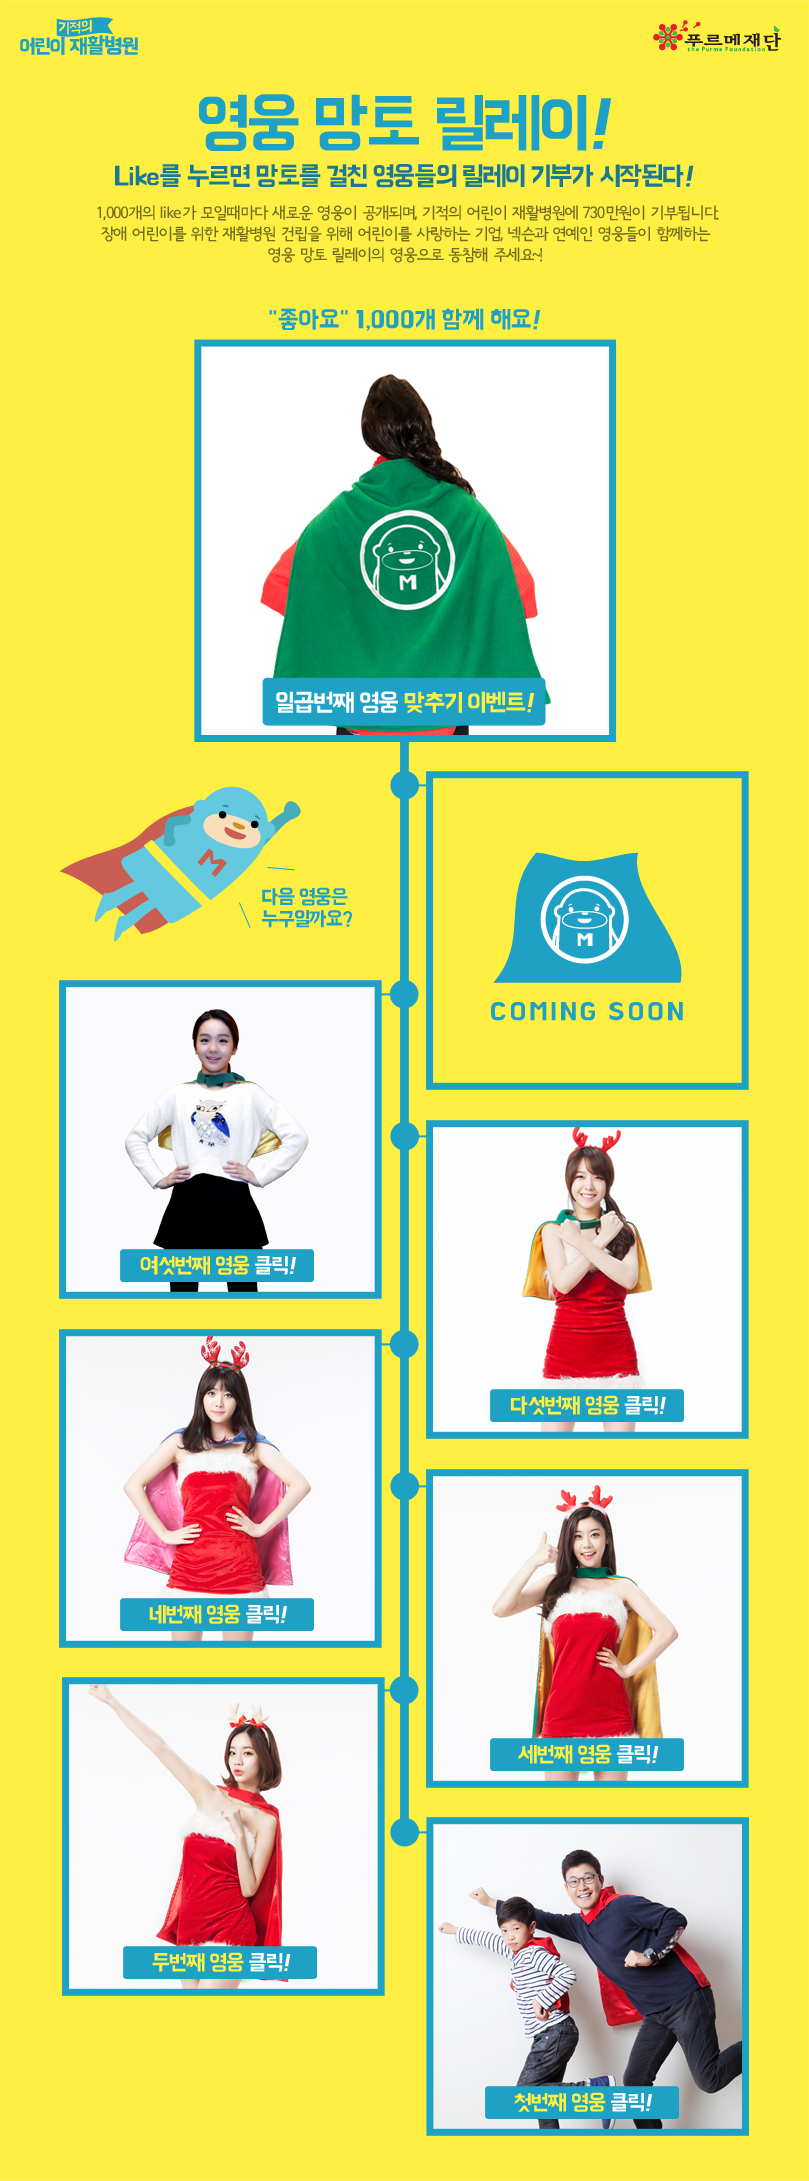 기적의
어린이 재활병원
푸르메재단
the Purme Foundation
영웅 망토 릴레이!
Like를 누르면 망토를 걸친 영웅들의 릴레이 기부가 시작된다!
1,000개의 like가 모일때마다 새로운 영웅이 공개되며, 기적의 어린이 재활병원에 730만원이 기부됩니다.
장애 어린이를 위한 재활병원 건립을 위해 어린이를 사랑하는 기업, 넥슨과 연예인 영웅들이 함께하는
영웅 망토 릴레이의 영웅으로 동참해 주세요~!
"좋아요" 1,000개 함께 해요!
M
일곱번째 영웅 맞추기 이벤트!
M
다음 영웅은
누구일까요?
M
COMING SOON
여섯번째 영웅 클릭!
다섯번째 영웅 클릭!
네번째 영웅 클릭!
세번째 영웅 클릭!
두번째 영웅 클릭!
첫번째 영웅 클릭!